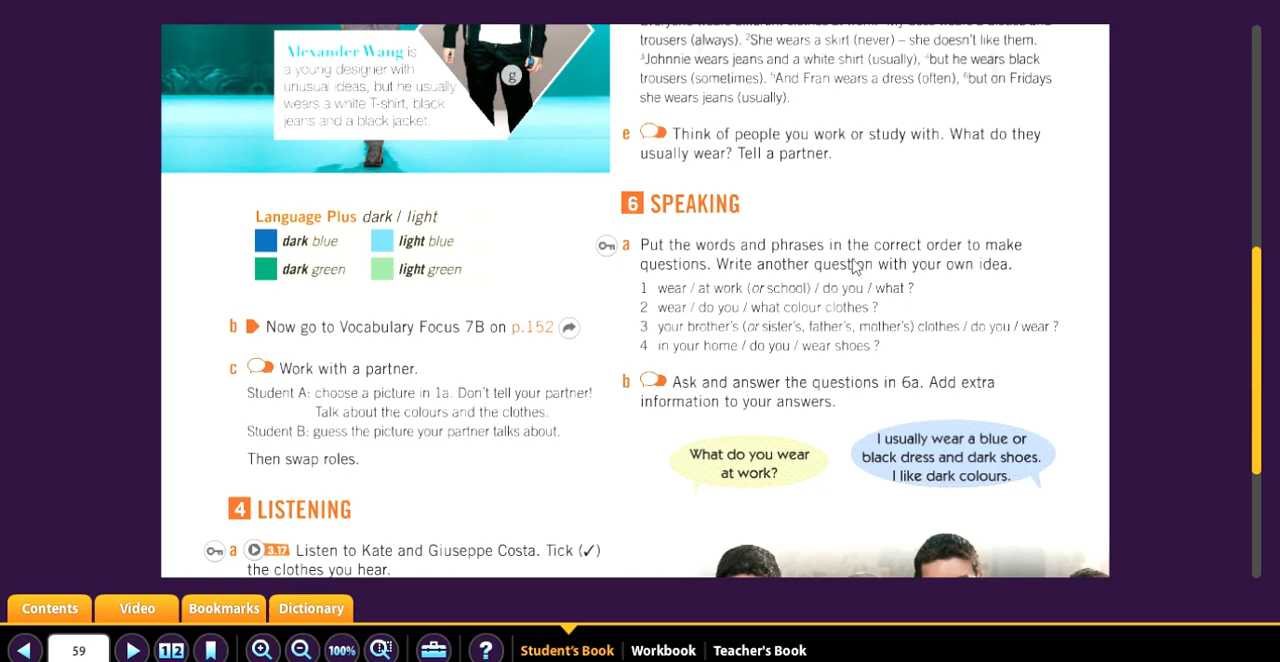 Alexander Wang is
a young designer with
unusual ideas, but he usually
wears a white T-shirt, black
jeans and a black jacket.
g
Language Plus dark / light
dark blue light blue
dark green light green
b Now go to Vocabulary Focus 7B on p.152
c Work with a partner.
Student A: choose a picture in 1a. Don't tell your partner!
Talk about the colours and the clothes.
Student B: guess the picture your partner talks about.
Then swap roles.
4 LISTENING
a 3.17 Listen to Kate and Giuseppe Costa. Tick (✓)
the clothes you hear.
trousers (always). ²She wears a skirt (never) – she doesn't like them.
³Johnnie wears jeans and a white shirt (usually), ⁴but he wears black
trousers (sometimes). ⁵And Fran wears a dress (often), ⁶but on Fridays
she wears jeans (usually).
e Think of people you work or study with. What do they
usually wear? Tell a partner.
6 SPEAKING
a Put the words and phrases in the correct order to make
questions. Write another question with your own idea.
1 wear / at work (or school) / do you / what ?
2 wear / do you / what colour clothes ?
3 your brother's (or sister's, father's, mother's) clothes / do you / wear ?
4 in your home / do you / wear shoes ?
b Ask and answer the questions in 6a. Add extra
information to your answers.
What do you wear
at work?
I usually wear a blue or
black dress and dark shoes.
I like dark colours.
Contents Video Bookmarks Dictionary
59 1 2 100% ? Student's Book Workbook Teacher's Book